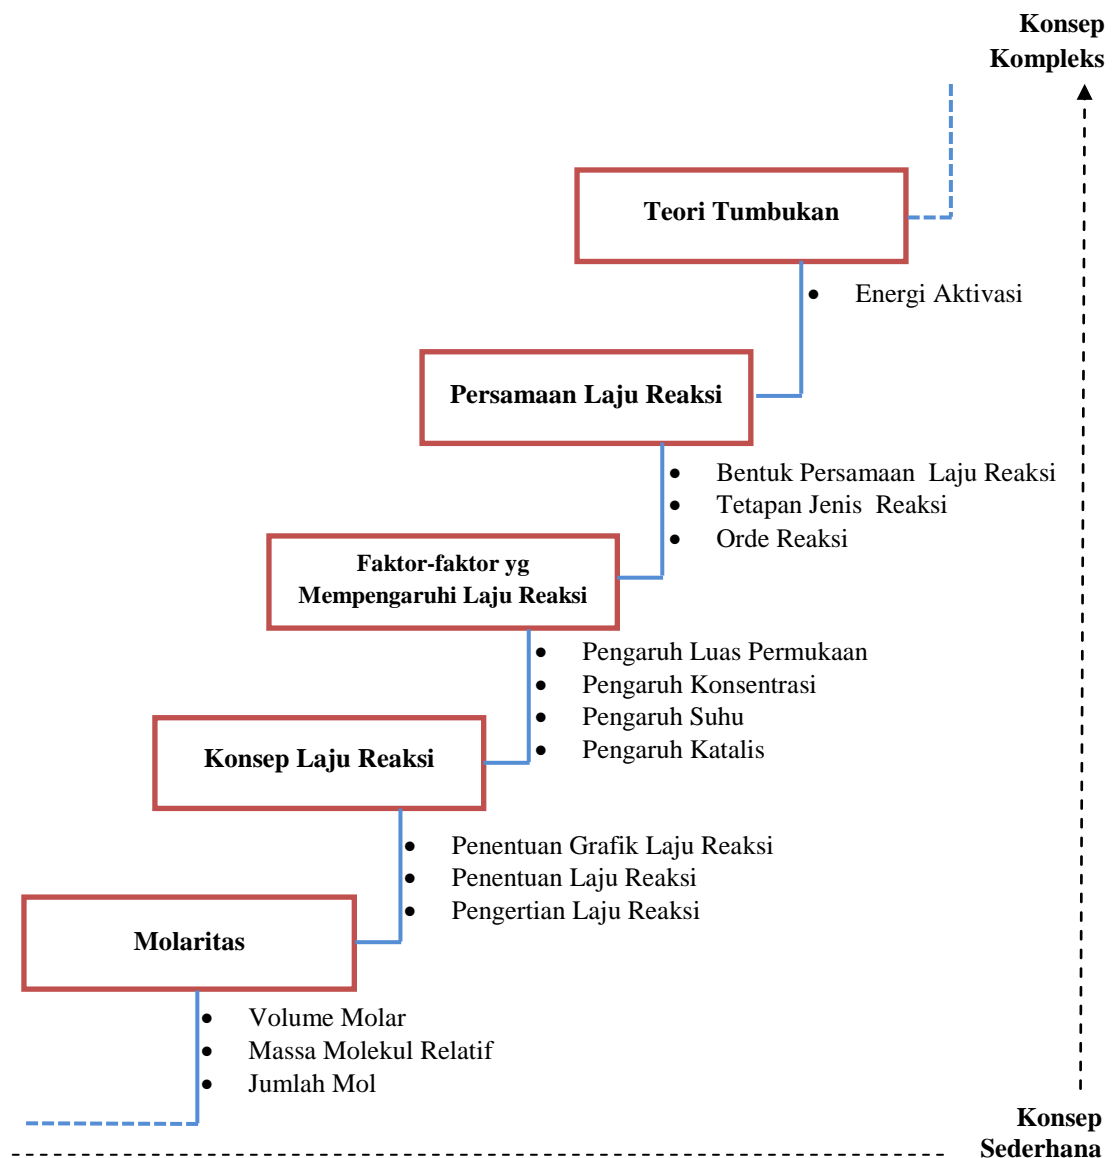 Konsep
Kompleks
Teori Tumbukan
• Energi Aktivasi
Persamaan Laju Reaksi
• Bentuk Persamaan Laju Reaksi
• Tetapan Jenis Reaksi
• Orde Reaksi
Faktor-faktor yg
Mempengaruhi Laju Reaksi
• Pengaruh Luas Permukaan
• Pengaruh Konsentrasi
• Pengaruh Suhu
• Pengaruh Katalis
Konsep Laju Reaksi
• Penentuan Grafik Laju Reaksi
• Penentuan Laju Reaksi
• Pengertian Laju Reaksi
Molaritas
• Volume Molar
• Massa Molekul Relatif
• Jumlah Mol
Konsep
Sederhana